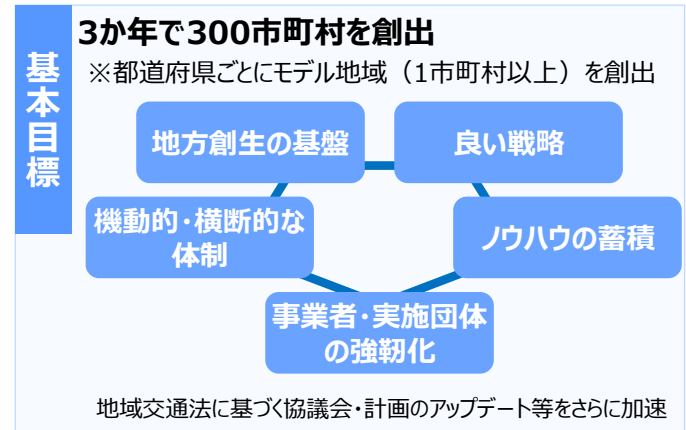 基本目標
3か年で300市町村を創出
※都道府県ごとにモデル地域（1市町村以上）を創出
地方創生の基盤
良い戦略
機動的・横断的な
体制
ノウハウの蓄積
事業者・実施団体
の強靭化
地域交通法に基づく協議会・計画のアップデート等をさらに加速